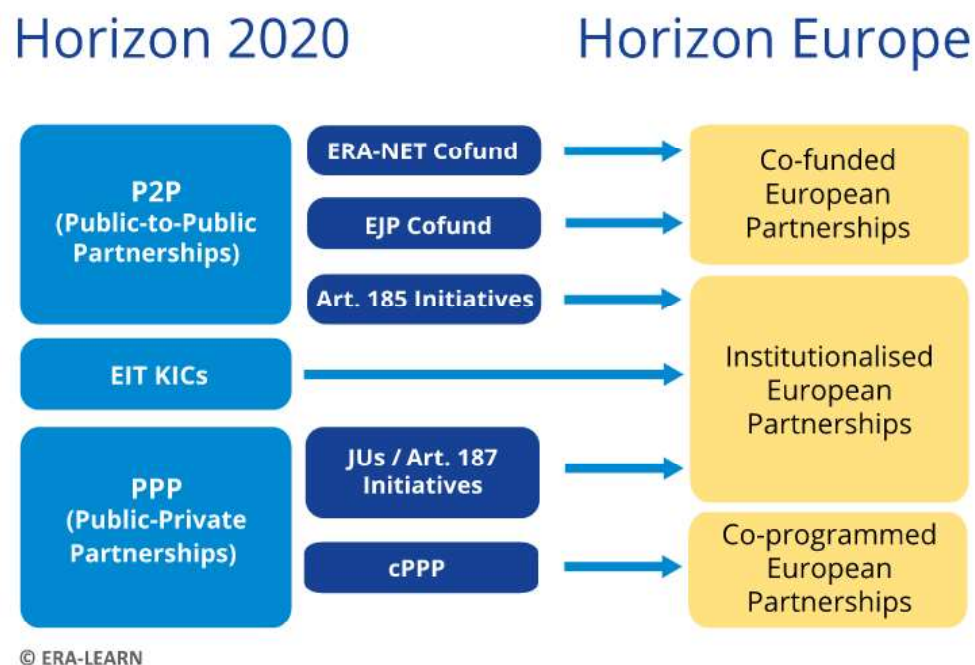 Horizon 2020
Horizon Europe
P2P
(Public-to-Public
Partnerships)
ERA-NET Cofund
EJP Cofund
Art. 185 Initiatives
Co-funded
European
Partnerships
EIT KICs
Institutionalised
European
Partnerships
PPP
(Public-Private
Partnerships)
JUs / Art. 187
Initiatives
cPPP
Co-programmed
European
Partnerships
© ERA-LEARN